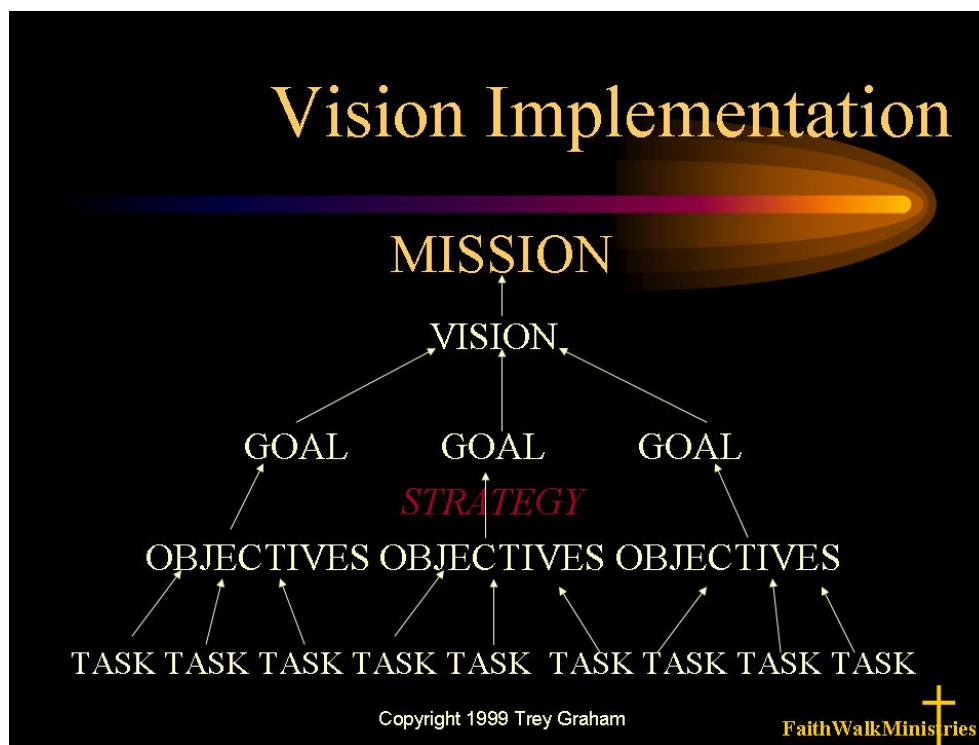 Vision Implementation
MISSION
VISION
GOAL GOAL GOAL
STRATEGY
OBJECTIVES OBJECTIVES OBJECTIVES
TASK TASK TASK TASK TASK TASK TASK TASK TASK
Copyright 1999 Trey Graham
FaithWalkMinistries